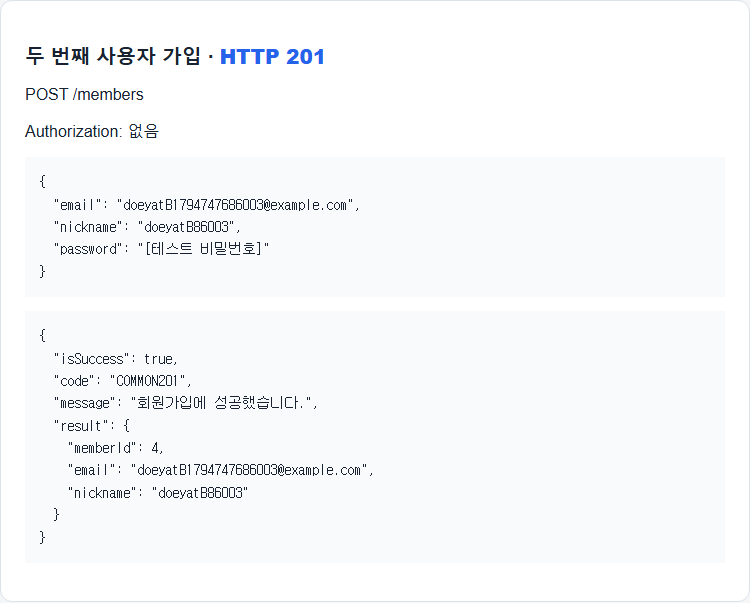 두 번째 사용자 가입 · HTTP 201
POST /members
Authorization: 없음
{
  "email": "doeyatB1794747686003@example.com",
  "nickname": "doeyatB86003",
  "password": "[테스트 비밀번호]"
}
{
  "isSuccess": true,
  "code": "COMMON201",
  "message": "회원가입에 성공했습니다.",
  "result": {
    "memberId": 4,
    "email": "doeyatB1794747686003@example.com",
    "nickname": "doeyatB86003"
  }
}